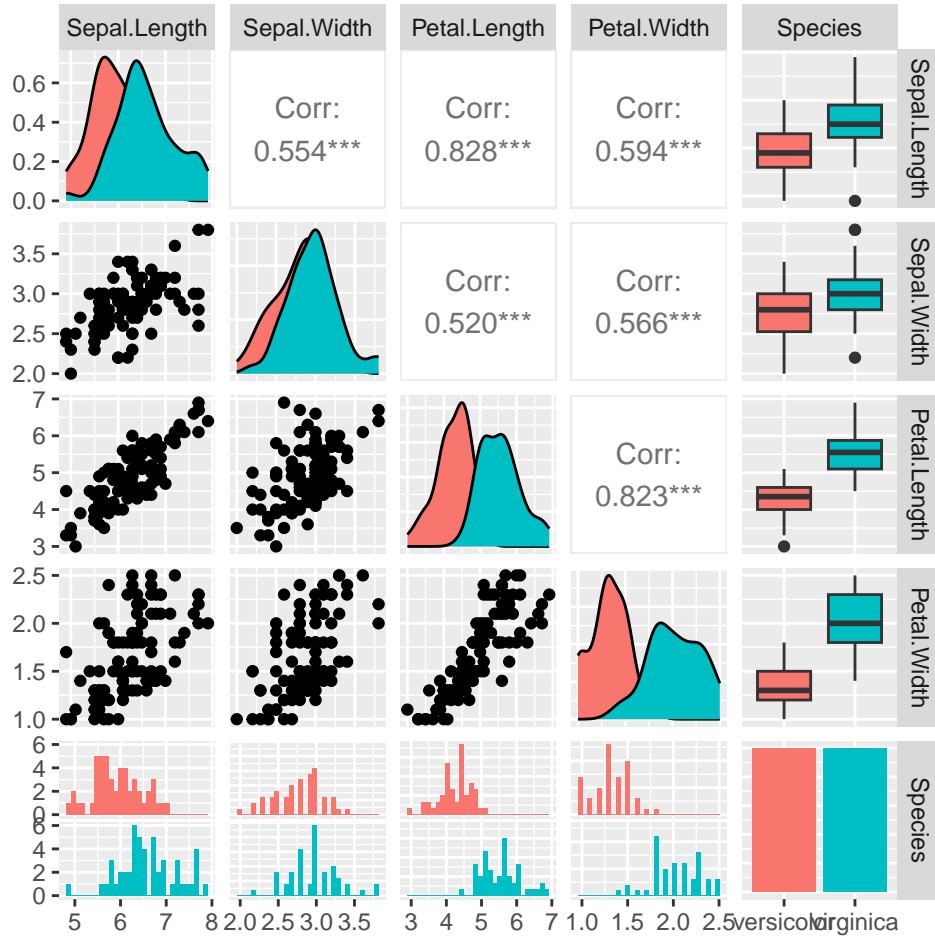 Sepal.Length Sepal.Width Petal.Length Petal.Width Species
0.6
0.4
0.2
0.0
Corr:
0.554***
Corr:
0.828***
Corr:
0.594***
Sepal.Length
3.5
3.0
2.5
2.0
Corr:
0.520***
Corr:
0.566***
Sepal.Width
7
6
5
4
3
Corr:
0.823***
Petal.Length
2.5
2.0
1.5
1.0
Petal.Width
6
4
2
0
6
4
2
0
Species
5 6 7 8 2.0 2.5 3.0 3.5 3 4 5 6 7 1.0 1.5 2.0 2.5 versicolor virginica